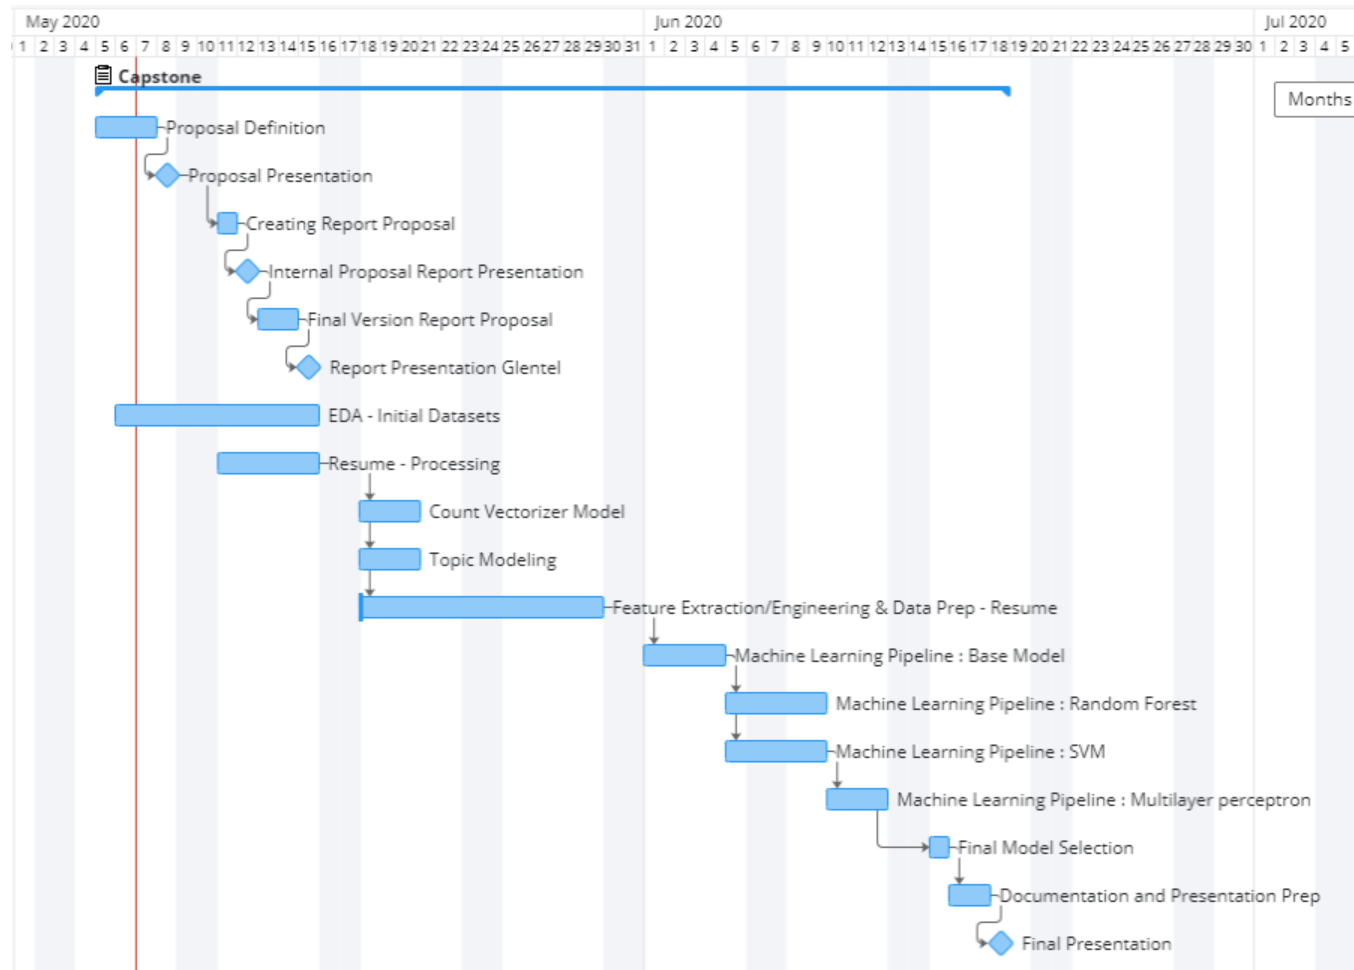 May 2020 Jun 2020 Jul 2020
1 2 3 4 5 6 7 8 9 10 11 12 13 14 15 16 17 18 19 20 21 22 23 24 25 26 27 28 29 30 31 1 2 3 4 5 6 7 8 9 10 11 12 13 14 15 16 17 18 19 20 21 22 23 24 25 26 27 28 29 30 1 2 3 4 5
Capstone
Months
Proposal Definition
Proposal Presentation
Creating Report Proposal
Internal Proposal Report Presentation
Final Version Report Proposal
Report Presentation Glentel
EDA - Initial Datasets
Resume - Processing
Count Vectorizer Model
Topic Modeling
Feature Extraction/Engineering & Data Prep - Resume
Machine Learning Pipeline : Base Model
Machine Learning Pipeline : Random Forest
Machine Learning Pipeline : SVM
Machine Learning Pipeline : Multilayer perceptron
Final Model Selection
Documentation and Presentation Prep
Final Presentation